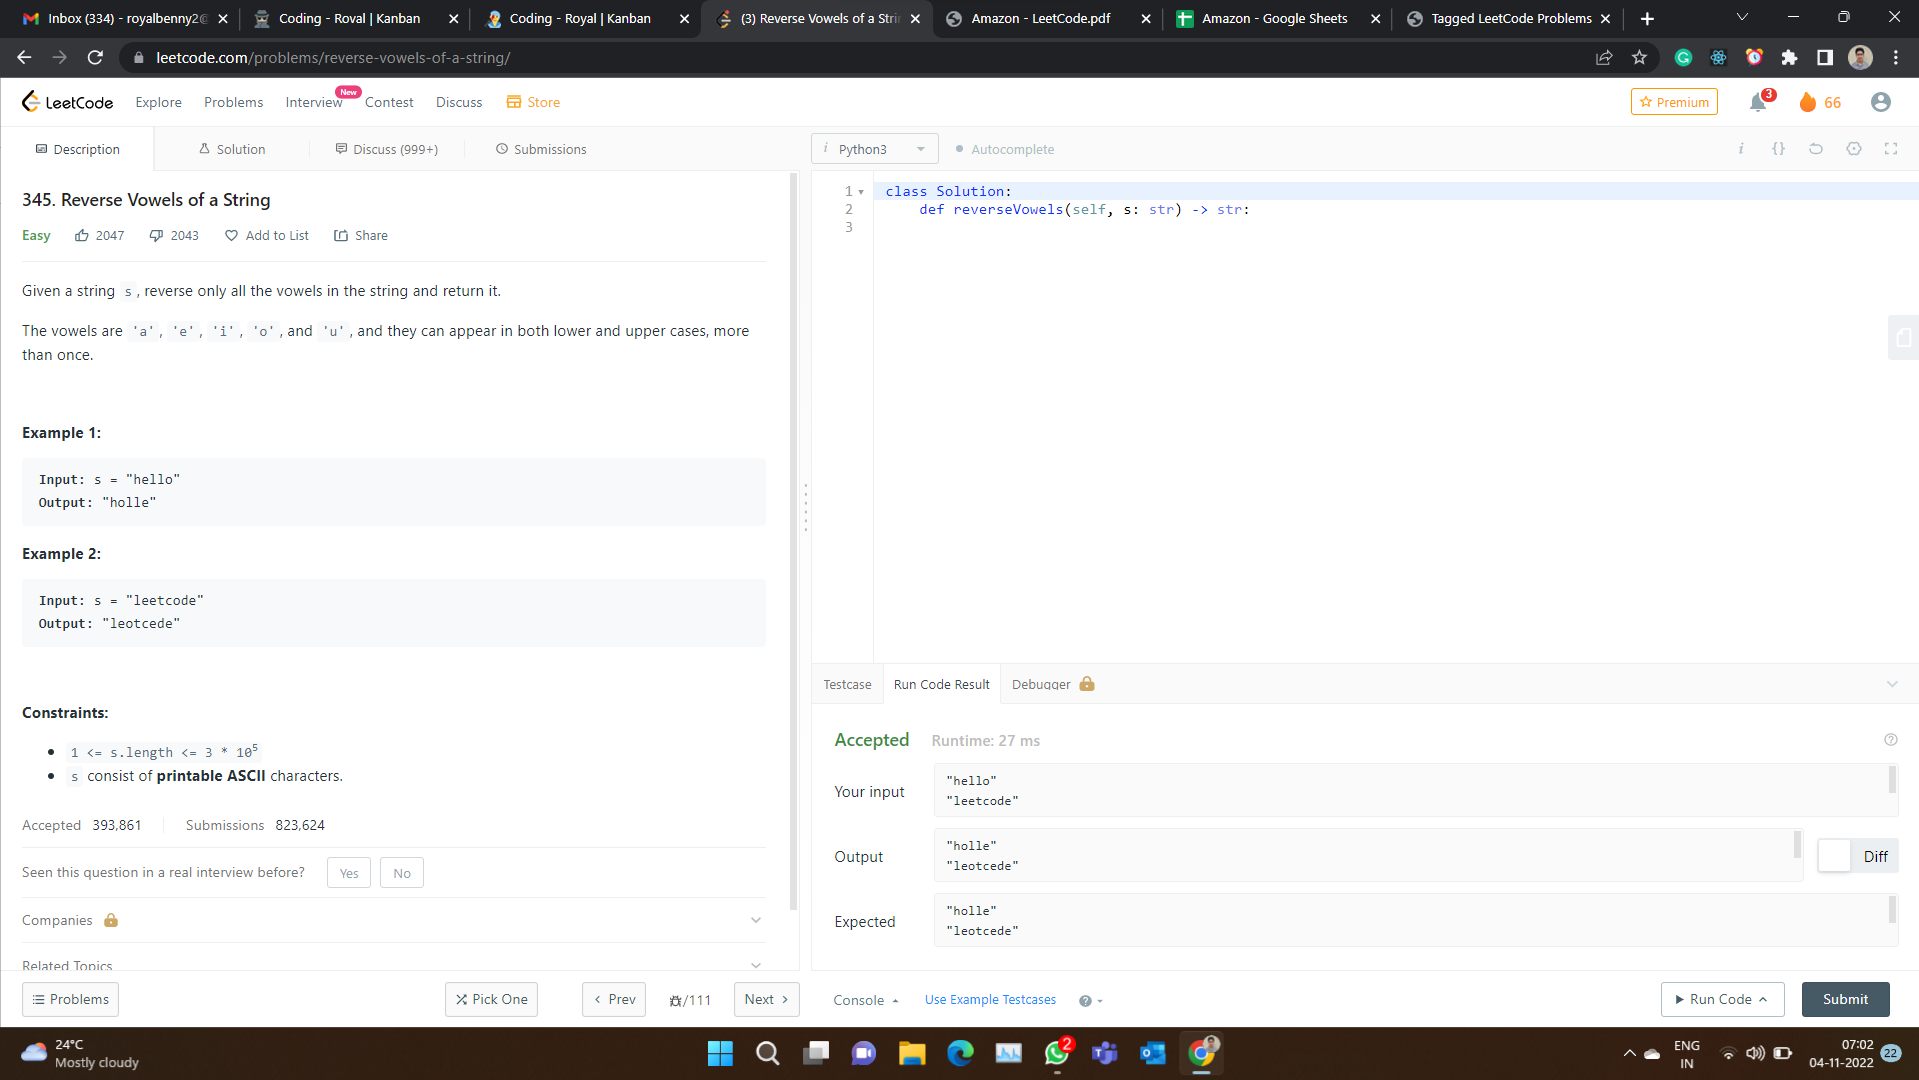 Inbox (334) - royalbenny2@
Coding - Royal | Kanban
Coding - Royal | Kanban
(3) Reverse Vowels of a Strin
Amazon - LeetCode.pdf
Amazon - Google Sheets
Tagged LeetCode Problems
leetcode.com/problems/reverse-vowels-of-a-string/
LeetCode
Explore
Problems
Interview
New
Contest
Discuss
Store
Premium
3
66
Description
Solution
Discuss (999+)
Submissions
i Python3
Autocomplete
i
{}
345. Reverse Vowels of a String
Easy
2047
2043
Add to List
Share
Given a string s, reverse only all the vowels in the string and return it.
The vowels are 'a', 'e', 'i', 'o', and 'u', and they can appear in both lower and upper cases, more
than once.
Example 1:
Input: s = "hello"
Output: "holle"
Example 2:
Input: s = "leetcode"
Output: "leotcede"
Constraints:
1 <= s.length <= 3 * 10⁵
s consist of printable ASCII characters.
Accepted 393,861
Submissions 823,624
Seen this question in a real interview before?
Yes
No
Companies
Related Topics
Problems
Pick One
Prev
/111
Next
1 class Solution:
2 def reverseVowels(self, s: str) -> str:
3
Testcase
Run Code Result
Debugger
Accepted
Runtime: 27 ms
Your input
"hello"
"leetcode"
Output
"holle"
"leotcede"
Diff
Expected
"holle"
"leotcede"
Console
Use Example Testcases
Run Code
Submit
24°C
Mostly cloudy
2
ENG
IN
07:02
04-11-2022
22